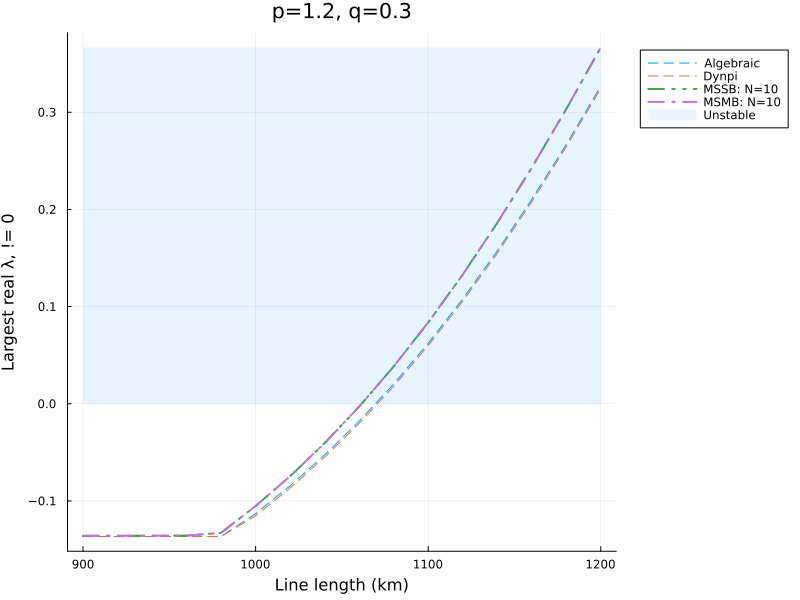 p=1.2, q=0.3
Largest real λ, != 0
0.3
0.2
0.1
0.0
−0.1
900
1000
1100
1200
Line length (km)
Algebraic
Dynpi
MSSB: N=10
MSMB: N=10
Unstable